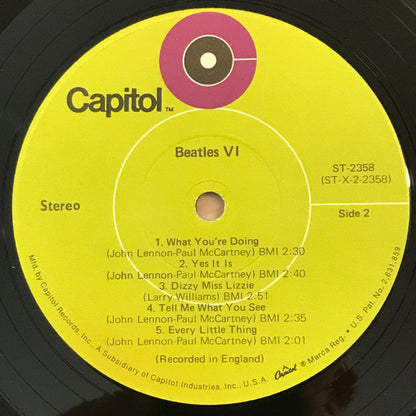 Capitol TM
Beatles VI
ST-2358
(ST-X-2-2358)
Stereo
Side 2
1. What You're Doing
(John Lennon-Paul McCartney) BMI 2:30
2. Yes It Is
(John Lennon-Paul McCartney) BMI 2:40
3. Dizzy Miss Lizzie
(Larry Williams) BMI 2:51
4. Tell Me What You See
(John Lennon-Paul McCartney) BMI 2:35
5. Every Little Thing
(John Lennon-Paul McCartney) BMI 2:01
(Recorded in England)
Mfd. by Capitol Records, Inc., A Subsidiary of Capitol Industries, Inc., U.S.A. Capitol ® Marca Reg. • U.S. Pat. No. 2,631,859